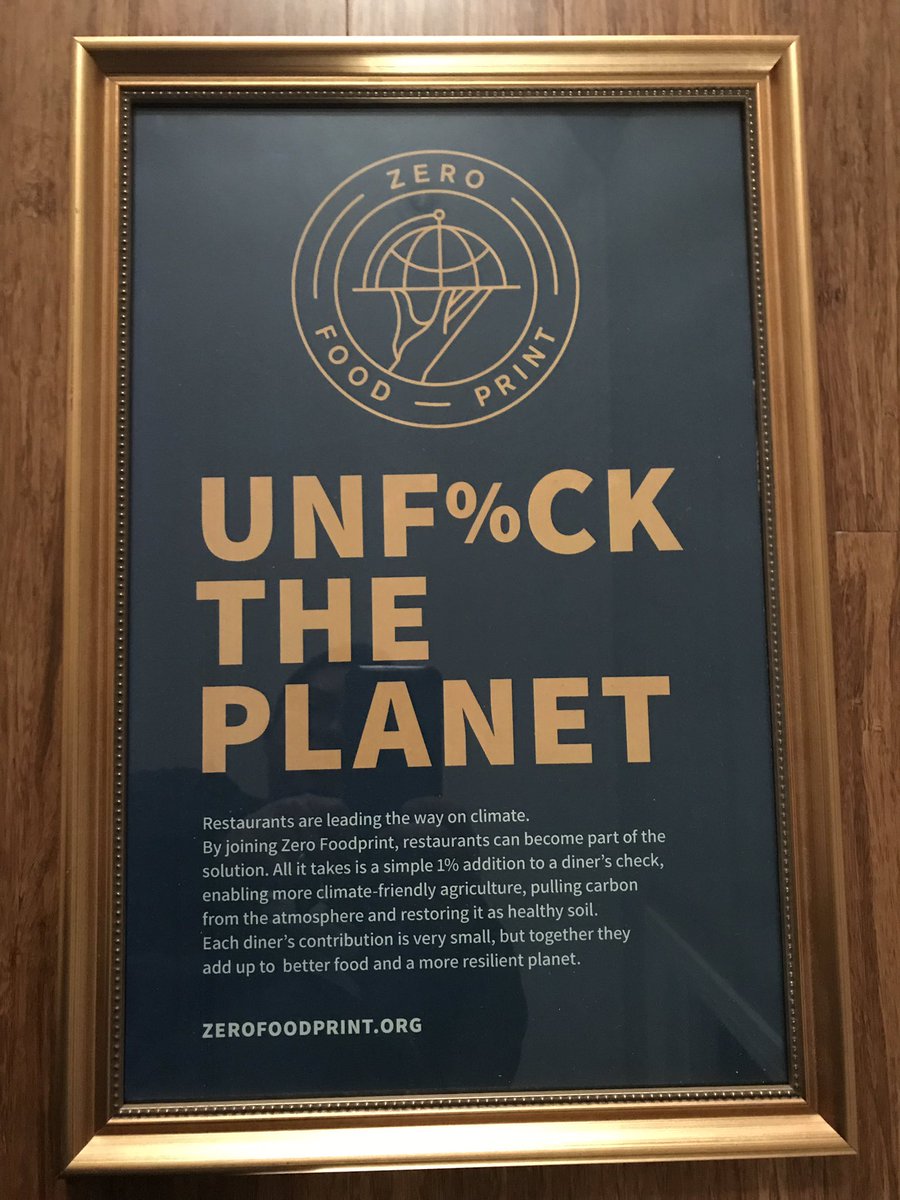 ZERO
FOOD — PRINT
UNF%CK
THE
PLANET
Restaurants are leading the way on climate.
By joining Zero Foodprint, restaurants can become part of the
solution. All it takes is a simple 1% addition to a diner's check,
enabling more climate-friendly agriculture, pulling carbon
from the atmosphere and restoring it as healthy soil.
Each diner's contribution is very small, but together they
add up to  better food and a more resilient planet.
ZEROFOODPRINT.ORG